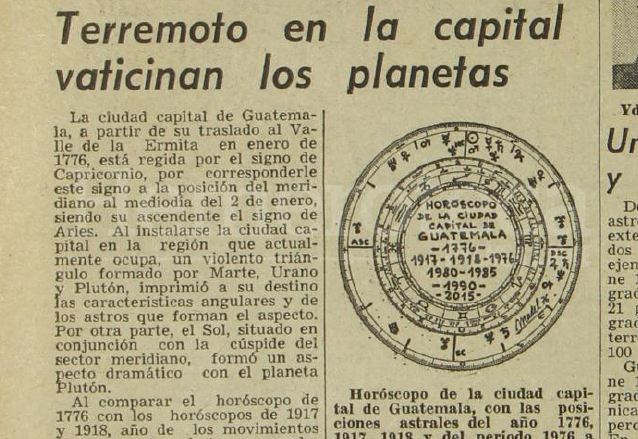 Terremoto en la capital
vaticinan los planetas
La ciudad capital de Guatema-
la, a partir de su traslado al Va-
lle de la Ermita en enero de
1776, está regida por el signo de
Capricornio, por corresponderle
este signo a la posición del meri-
diano al mediodía del 2 de enero,
siendo su ascendente el signo de
Aries. Al instalarse la ciudad ca-
pital en la región que actual-
mente ocupa, un violento trián-
gulo formado por Marte, Urano
y Plutón, imprimió a su destino
las características angulares y de
los astros que forman el aspecto.
Por otra parte, el Sol, situado en
conjunción con la cúspide del
sector meridiano, formó un as-
pecto dramático con el planeta
Plutón.
Al comparar el horóscopo de
1776 con los horóscopos de 1917
y 1918, año de los movimientos
HOROSCOPO
DE LA CIUDAD
CAPITAL DE
GUATEMALA
-1776-
1917-1918-1976
1980-1985
-1990-
-2015-
ASC
DSC
Horóscopo de la ciudad capi-
tal de Guatemala, con las posi-
ciones astrales del año 1776,
1917, 1918 y del período 1976 a
Yd
Un
y
De
astro
exte
dos
ejem
ne 1
grad
21 g
grad
terre
100
Gu
ne 1
grad
cado
perc